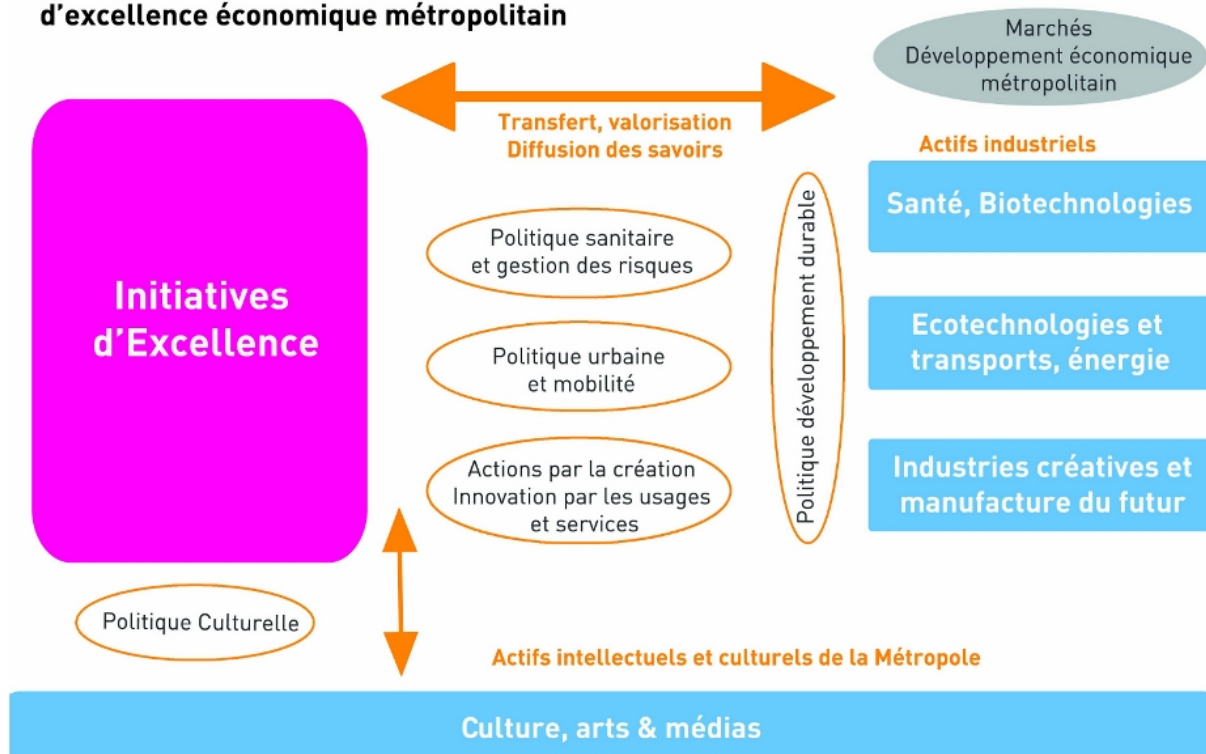 d'excellence économique métropolitain
Marchés
Développement économique
métropolitain
Transfert, valorisation
Diffusion des savoirs
Actifs industriels
Initiatives
d'Excellence
Politique sanitaire
et gestion des risques
Politique urbaine
et mobilité
Actions par la création
Innovation par les usages
et services
Politique développement durable
Santé, Biotechnologies
Ecotechnologies et
transports, énergie
Industries créatives et
manufacture du futur
Politique Culturelle
Actifs intellectuels et culturels de la Métropole
Culture, arts & médias